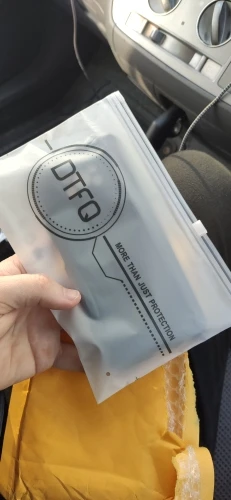 DTFQ
MORE THAN JUST PROTECTION